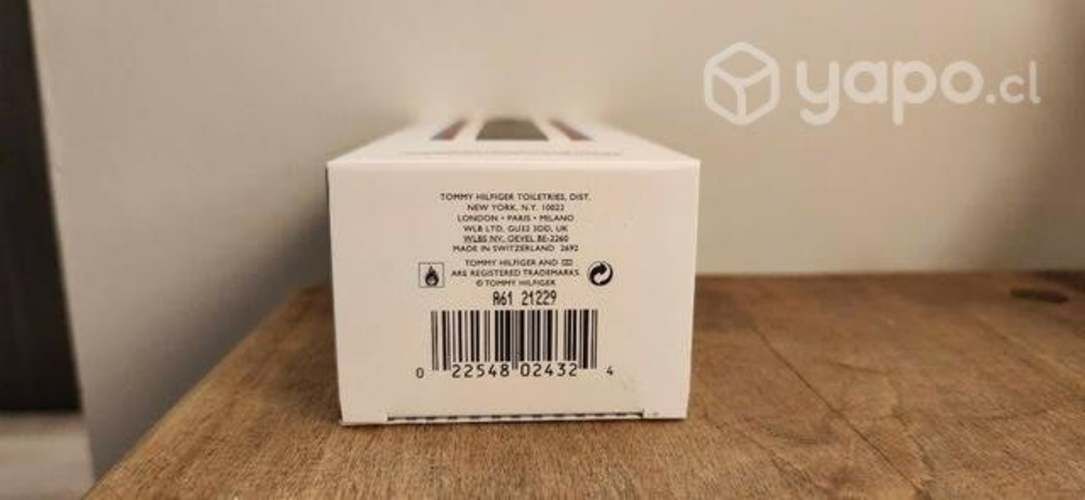 yapo.cl
TOMMY HILFIGER TOILETRIES, DIST.
NEW YORK, N.Y. 10022
LONDON • PARIS • MILANO
WLB LTD, GU32 3DD, UK
WLBS NV, OEVEL BE-2260
MADE IN SWITZERLAND 2692
TOMMY HILFIGER AND
ARE REGISTERED TRADEMARKS
© TOMMY HILFIGER
A61 21229
0 22548 02432 4